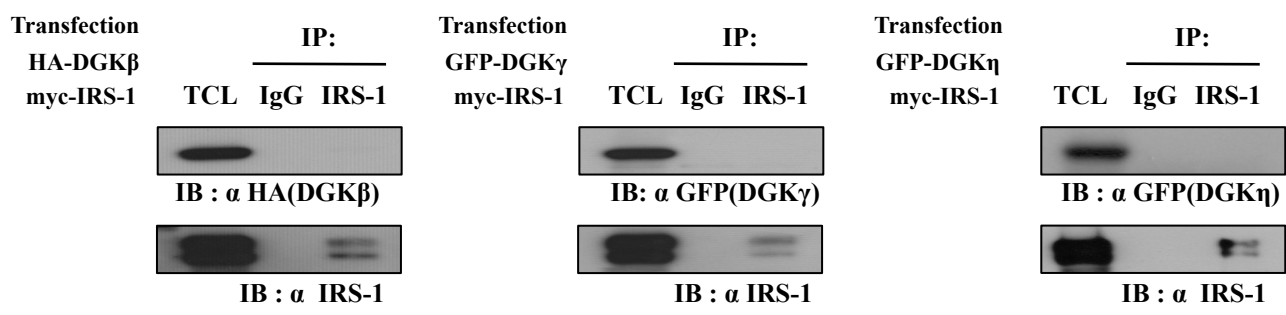 Transfection
HA-DGKβ
myc-IRS-1
IP:
TCL IgG IRS-1
IB : α HA(DGKβ)
IB : α IRS-1
Transfection
GFP-DGKγ
myc-IRS-1
IP:
TCL IgG IRS-1
IB: α GFP(DGKγ)
IB : α IRS-1
Transfection
GFP-DGKη
myc-IRS-1
IP:
TCL IgG IRS-1
IB : α GFP(DGKη)
IB : α IRS-1